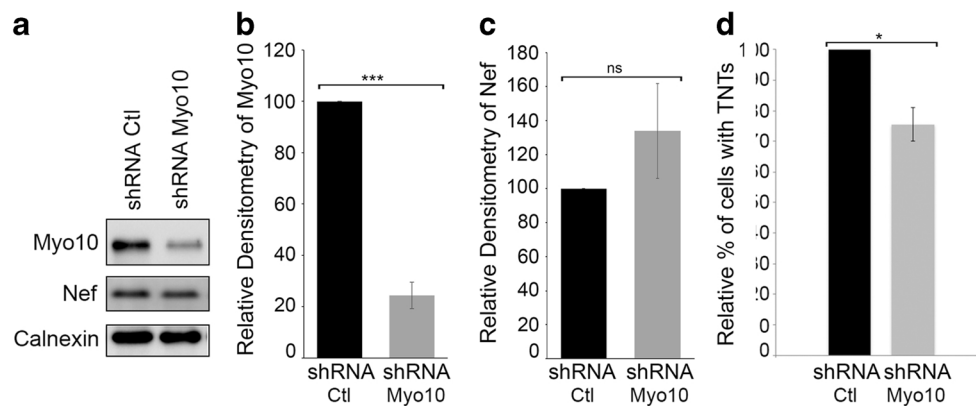 a
shRNA Ctl
shRNA Myo10
Myo10
Nef
Calnexin
b
Relative Densitometry of Myo10
120
100
80
60
40
20
0
***
shRNA
Ctl
shRNA
Myo10
c
Relative Densitometry of Nef
180
160
140
120
100
80
60
40
20
0
ns
shRNA
Ctl
shRNA
Myo10
d
Relative % of cells with TNTs
*
shRNA
Ctl
shRNA
Myo10